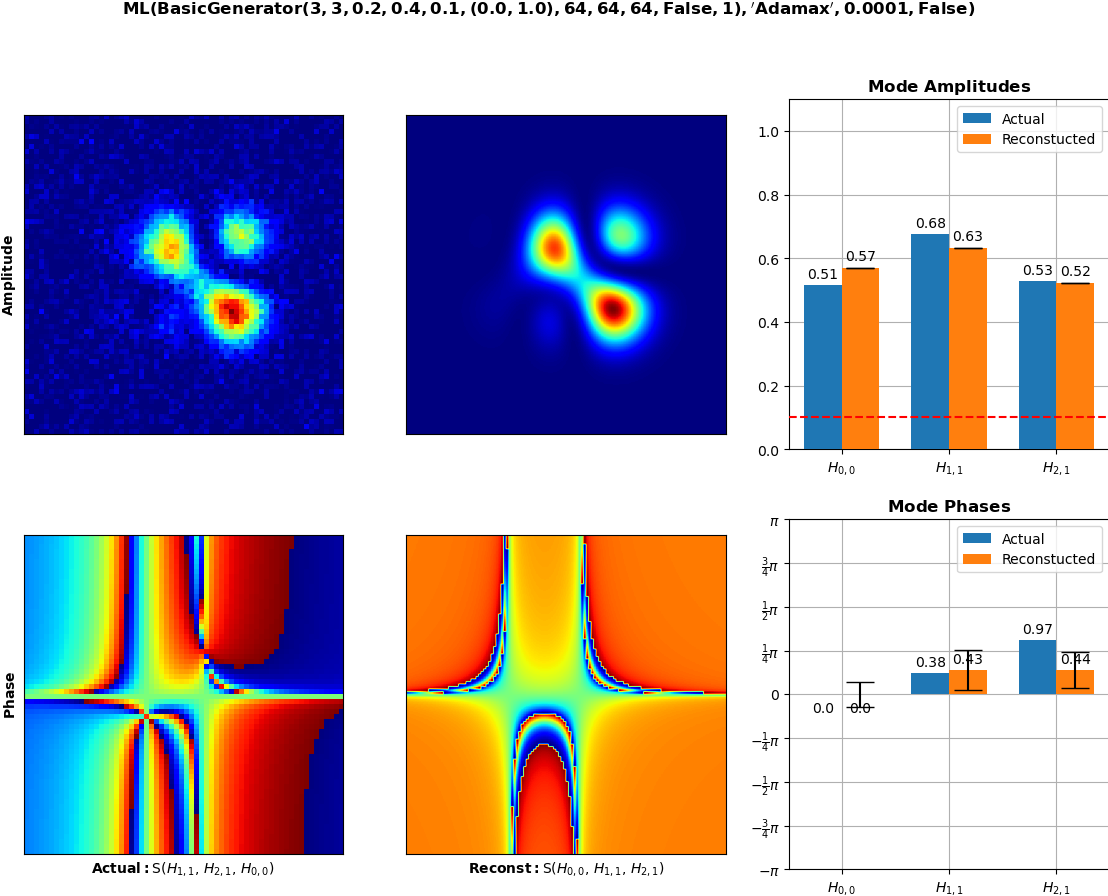 ML(BasicGenerator(3, 3, 0.2, 0.4, 0.1, (0.0, 1.0), 64, 64, 64, False, 1), ′Adamax′, 0.0001, False)
Amplitude
Mode Amplitudes
Actual
Reconstucted
1.0
0.8
0.6
0.4
0.2
0.0
0.51
0.57
0.68
0.63
0.53
0.52
H0,0
H1,1
H2,1
Phase
Actual: S(H1,1, H2,1, H0,0)
Reconst: S(H0,0, H1,1, H2,1)
Mode Phases
Actual
Reconstucted
π
3/4π
1/2π
1/4π
0
−1/4π
−1/2π
−3/4π
−π
0.0
0.0
0.38
0.43
0.97
0.44
H0,0
H1,1
H2,1